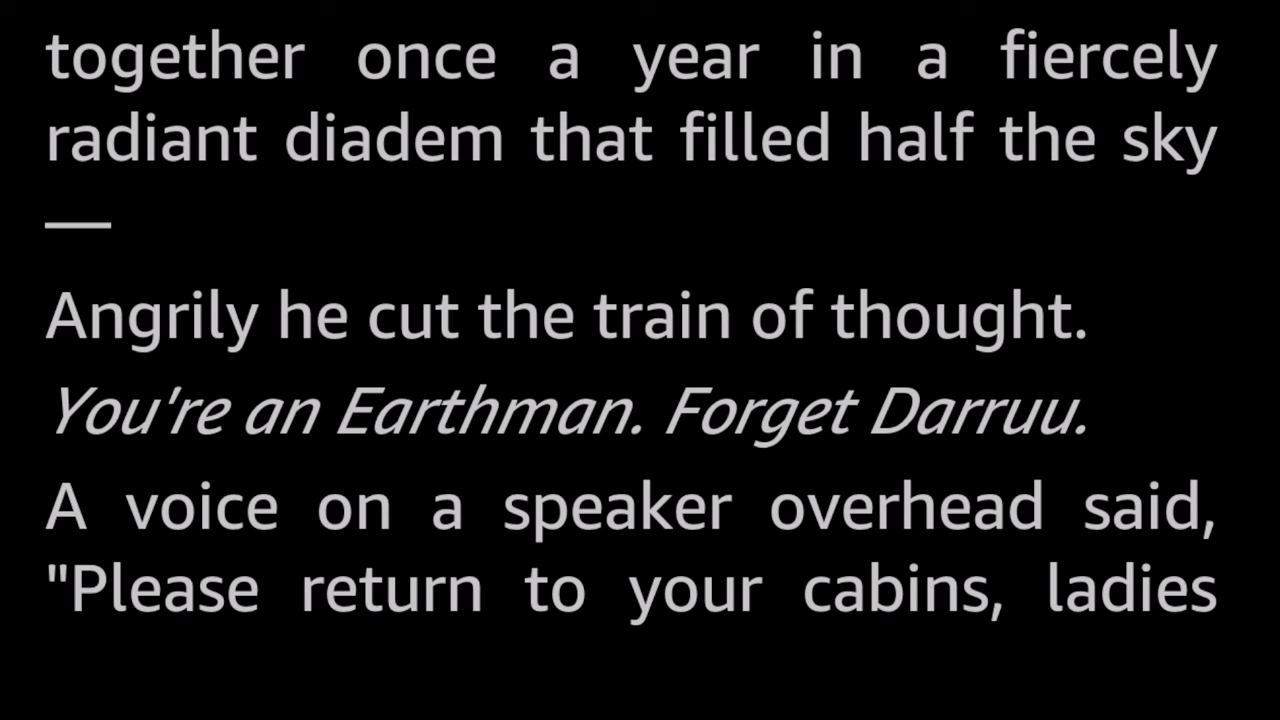 together once a year in a fiercely
radiant diadem that filled half the sky
—
Angrily he cut the train of thought.
You're an Earthman. Forget Darruu.
A voice on a speaker overhead said,
"Please return to your cabins, ladies